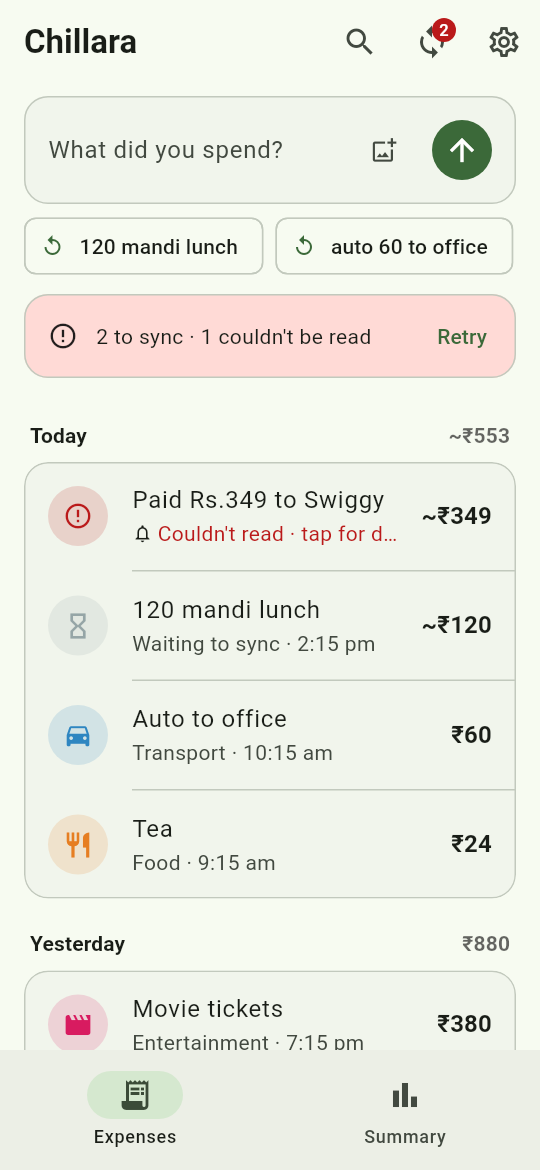 Chillara
2
What did you spend?
120 mandi lunch
auto 60 to office
2 to sync · 1 couldn't be read
Retry
Today
~₹553
Paid Rs.349 to Swiggy
~₹349
Couldn't read · tap for d…
120 mandi lunch
~₹120
Waiting to sync · 2:15 pm
Auto to office
₹60
Transport · 10:15 am
Tea
₹24
Food · 9:15 am
Yesterday
₹880
Movie tickets
₹380
Entertainment · 7:15 pm
Expenses
Summary